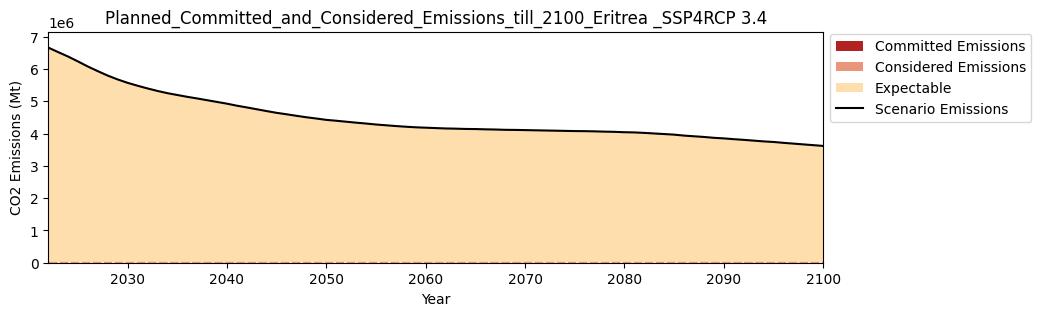 Planned_Committed_and_Considered_Emissions_till_2100_Eritrea _SSP4RCP 3.4
1e6
7
6
5
4
3
2
1
0
CO2 Emissions (Mt)
2030 2040 2050 2060 2070 2080 2090 2100
Year
Committed Emissions
Considered Emissions
Expectable
Scenario Emissions